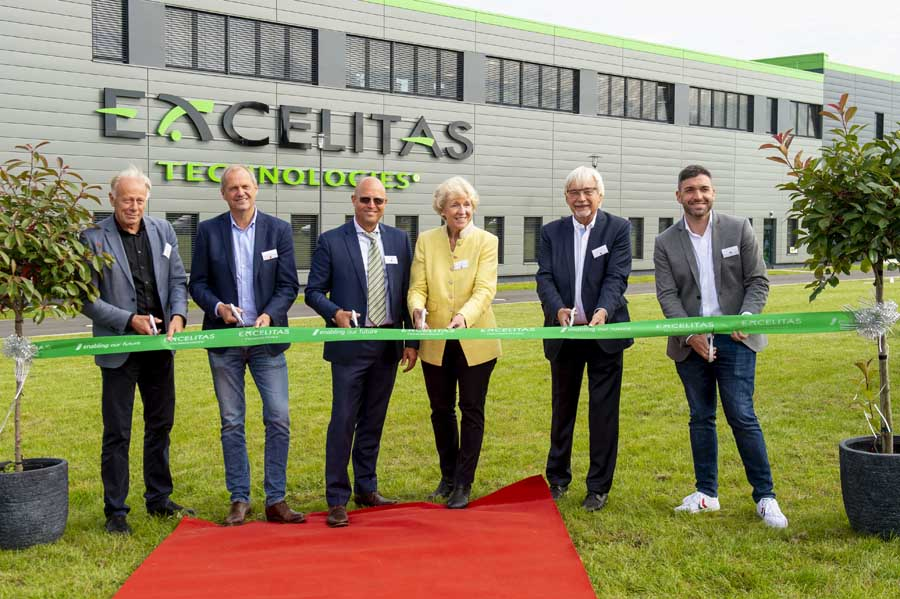 EXCELITAS
TECHNOLOGIES
enabling our future EXCELITAS enabling our future EXCELITAS enabling our future EXCELITAS